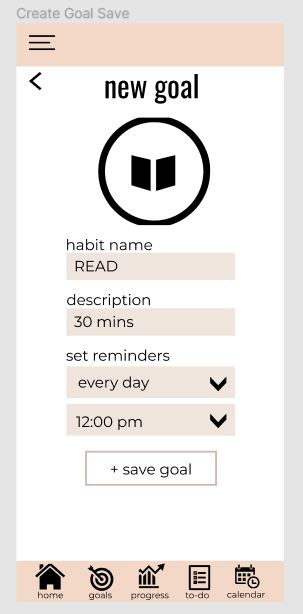 Create Goal Save
new goal
habit name
READ
description
30 mins
set reminders
every day
12:00 pm
+ save goal
home goals progress to-do calendar